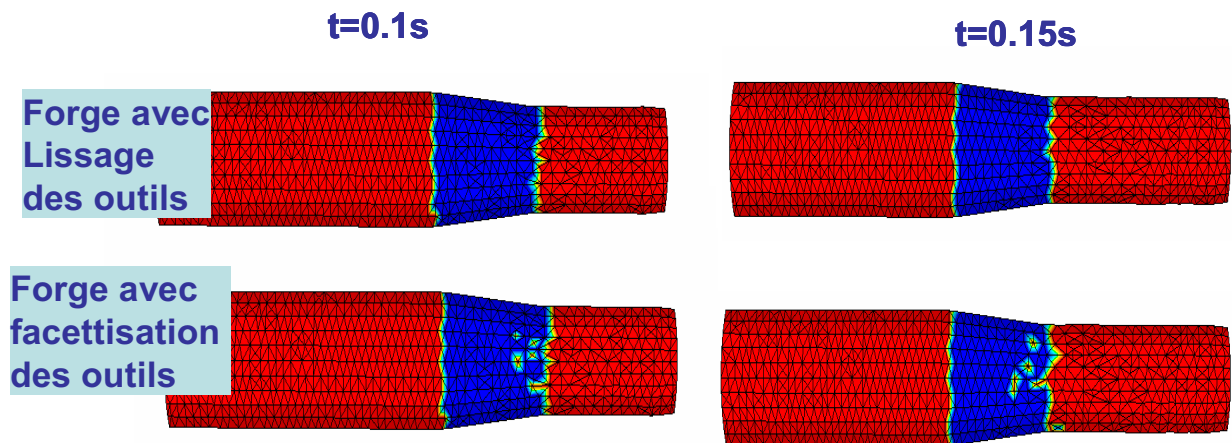 t=0.1s
t=0.15s
Forge avec
Lissage
des outils
Forge avec
facettisation
des outils